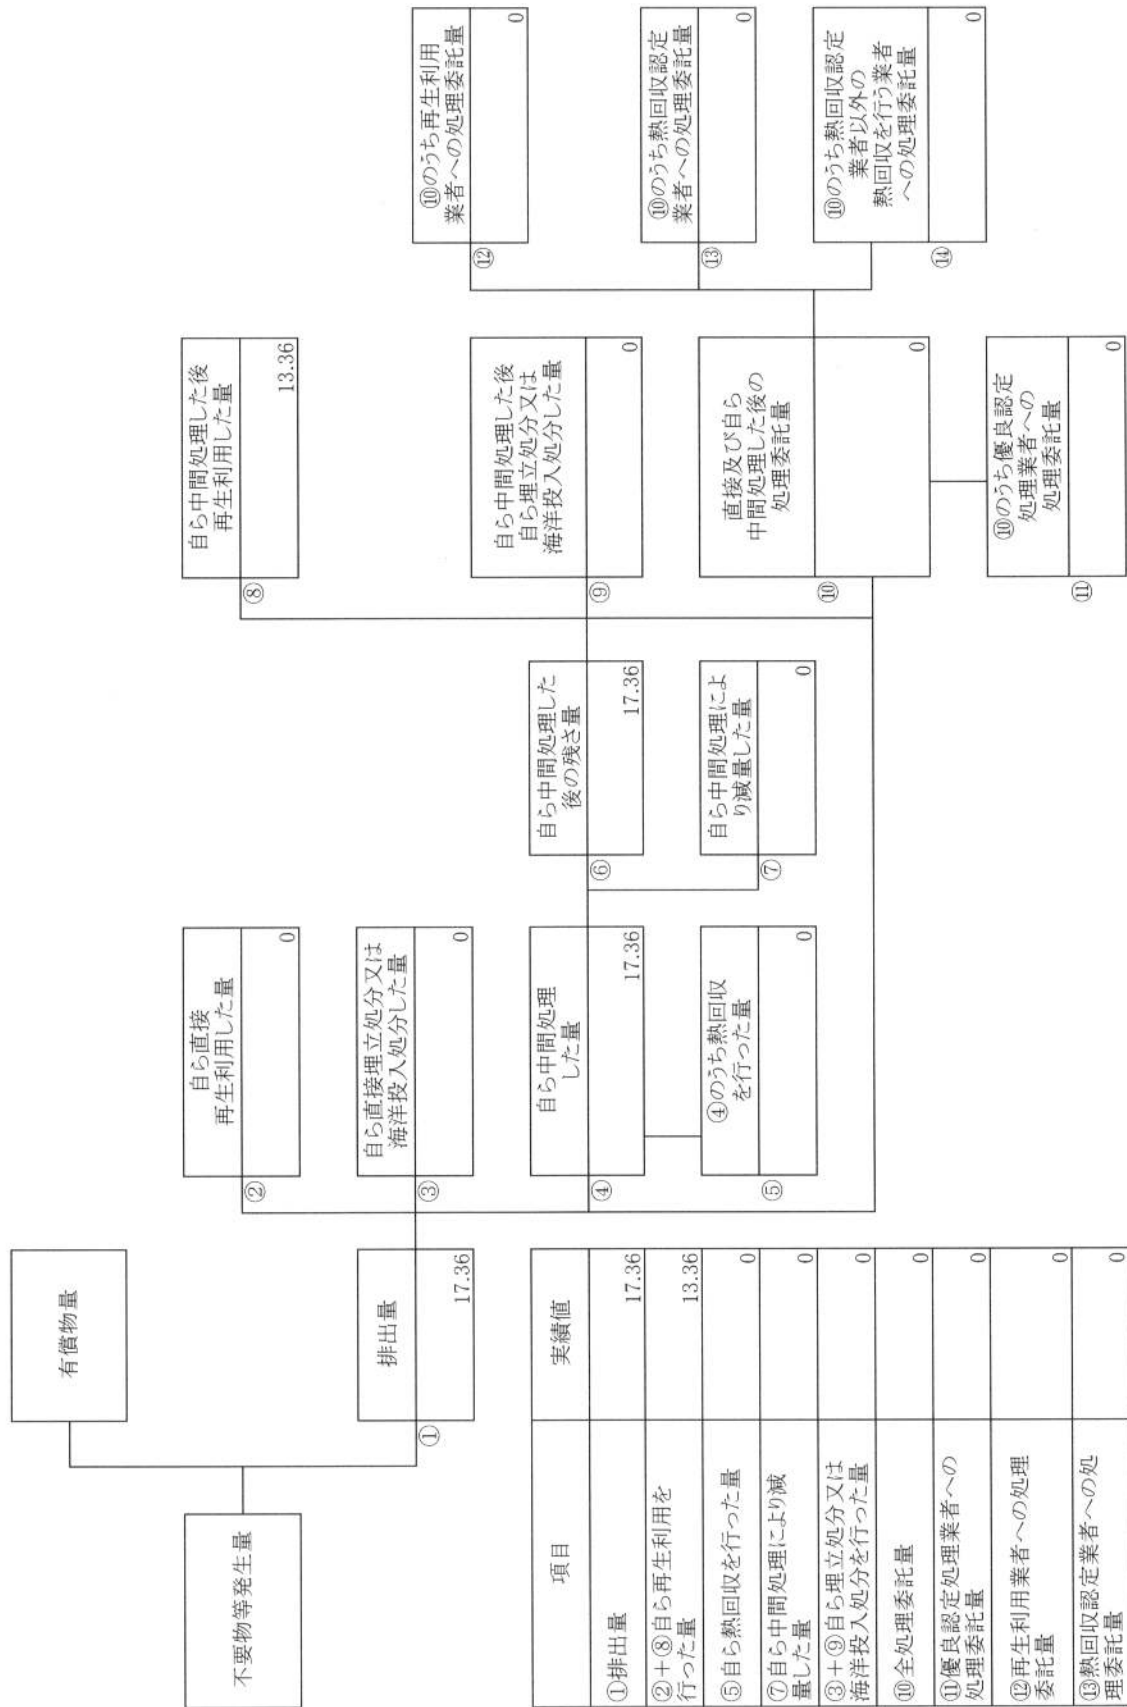 不要物等発生量
有償物量
①
排出量
17.36
②
自ら直接
再生利用した量
0
③
自ら直接埋立処分又は
海洋投入処分した量
0
④
自ら中間処理
した量
17.36
⑤
④のうち熱回収
を行った量
0
⑥
自ら中間処理した
後の残さ量
17.36
⑦
自ら中間処理によ
り減量した量
0
⑧
自ら中間処理した後
再生利用した量
13.36
⑨
自ら中間処理した後
自ら埋立処分又は
海洋投入処分した量
0
⑩
直接及び自ら
中間処理した後の
処理委託量
0
⑪
⑩のうち優良認定
処理業者への
処理委託量
0
⑫
⑩のうち再生利用
業者への処理委託量
0
⑬
⑩のうち熱回収認定
業者への処理委託量
0
⑭
⑩のうち熱回収認定
業者以外の
熱回収を行う業者
への処理委託量
0
項目
実績値
①排出量
17.36
②+⑧自ら再生利用を
行った量
13.36
⑤自ら熱回収を行った量
0
⑦自ら中間処理により減
量した量
0
③+⑨自ら埋立処分又は
海洋投入処分を行った量
0
⑩全処理委託量
0
⑪優良認定処理業者への
処理委託量
0
⑫再生利用業者への処理
委託量
0
⑬熱回収認定業者への処
理委託量
0